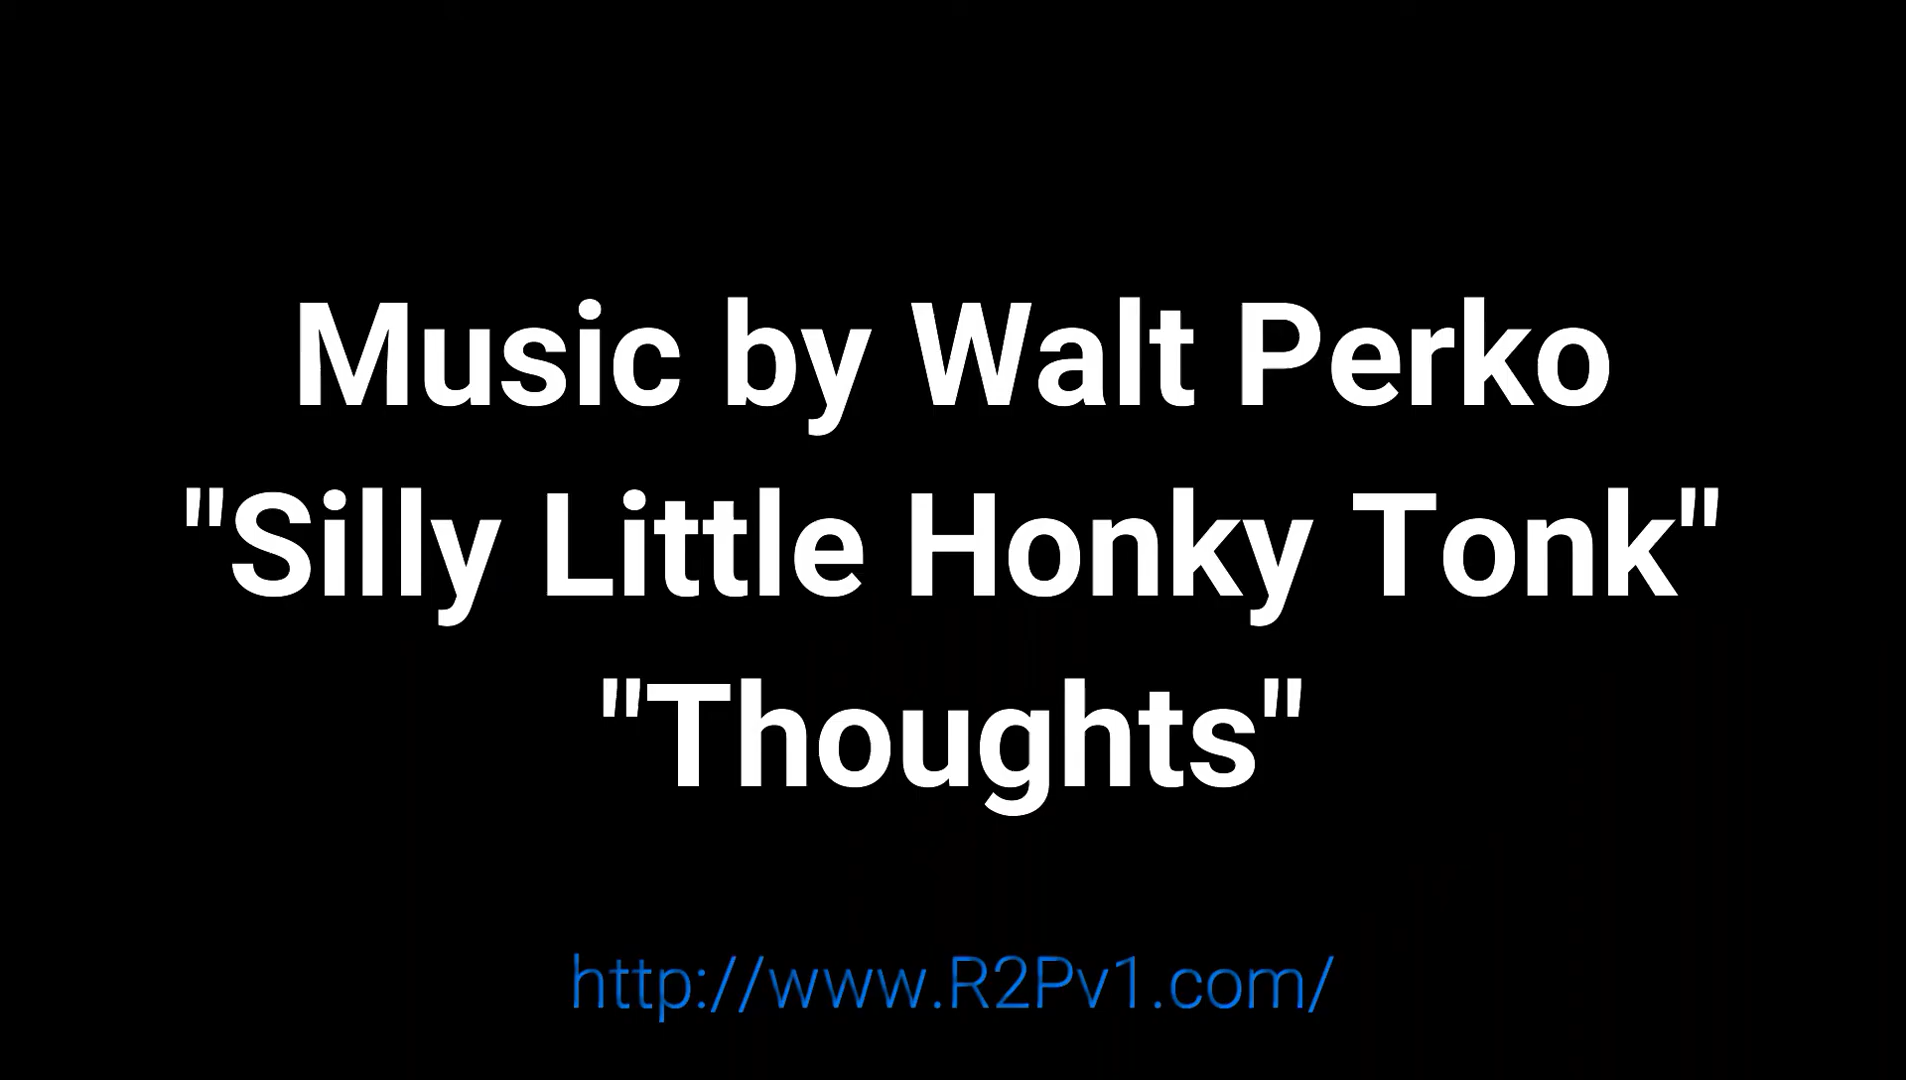 Music by Walt Perko
"Silly Little Honky Tonk"
"Thoughts"
http://www.R2Pv1.com/